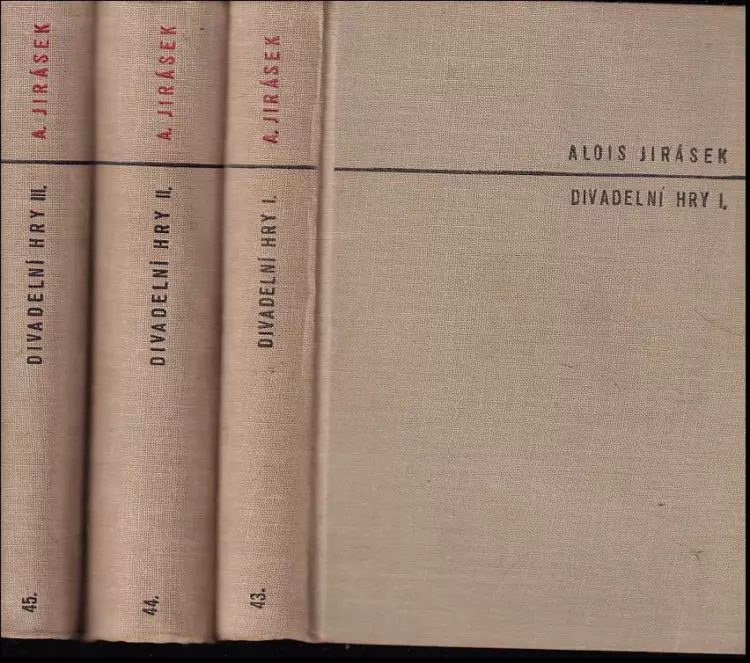 A. JIRÁSEK
DIVADELNÍ HRY III.
45.
A. JIRÁSEK
DIVADELNÍ HRY II.
44.
A. JIRÁSEK
DIVADELNÍ HRY I.
43.
ALOIS JIRÁSEK
DIVADELNÍ HRY I.